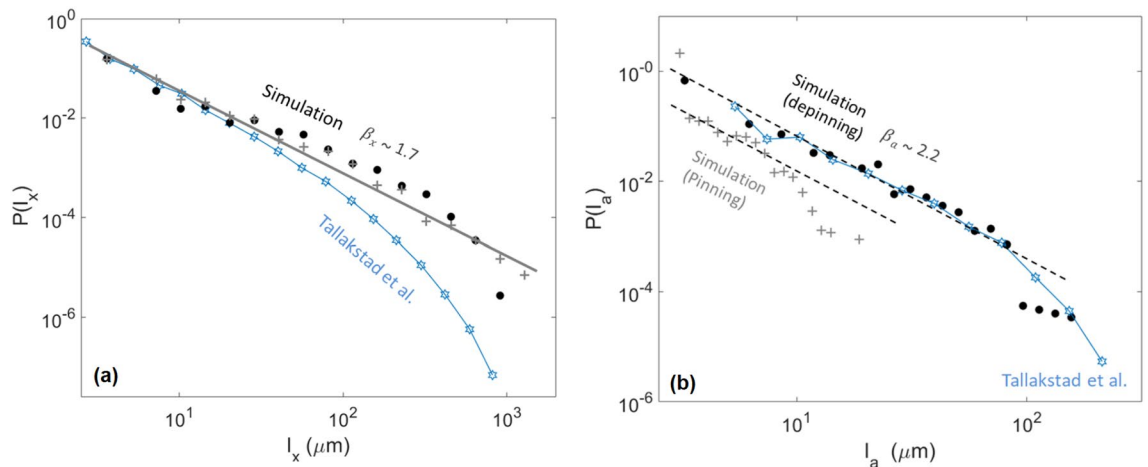 10^0
10^-2
10^-4
10^-6
P(l_x)
Simulation
β_x ~ 1.7
Tallakstad et al.
(a)
10^1
10^2
10^3
l_x (μm)
10^-0
10^-2
10^-4
10^-6
P(l_a)
Simulation
(depinning)
β_a ~ 2.2
Simulation
(Pinning)
Tallakstad et al.
(b)
10^1
10^2
l_a (μm)